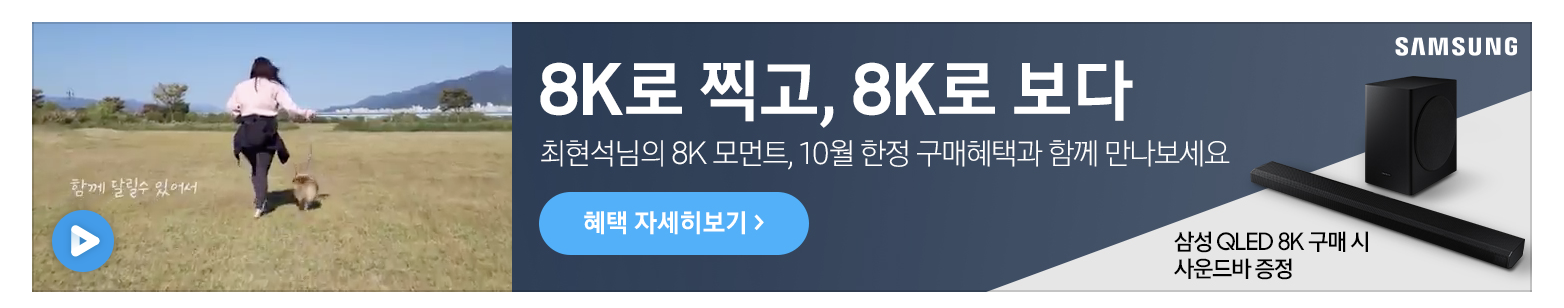 함께 달릴수 있어서
8K로 찍고, 8K로 보다
최현석님의 8K 모먼트, 10월 한정 구매혜택과 함께 만나보세요
혜택 자세히보기 >
SAMSUNG
삼성 QLED 8K 구매 시
사운드바 증정